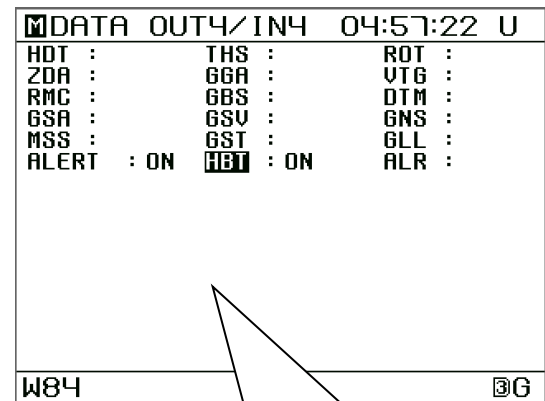 M DATA OUT4/IN4 04:57:22 U
HDT : THS : ROT :
ZDA : GGA : VTG :
RMC : GBS : DTM :
GSA : GSV : GNS :
MSS : GST : GLL :
ALERT : ON HBT : ON ALR :
W84 3G